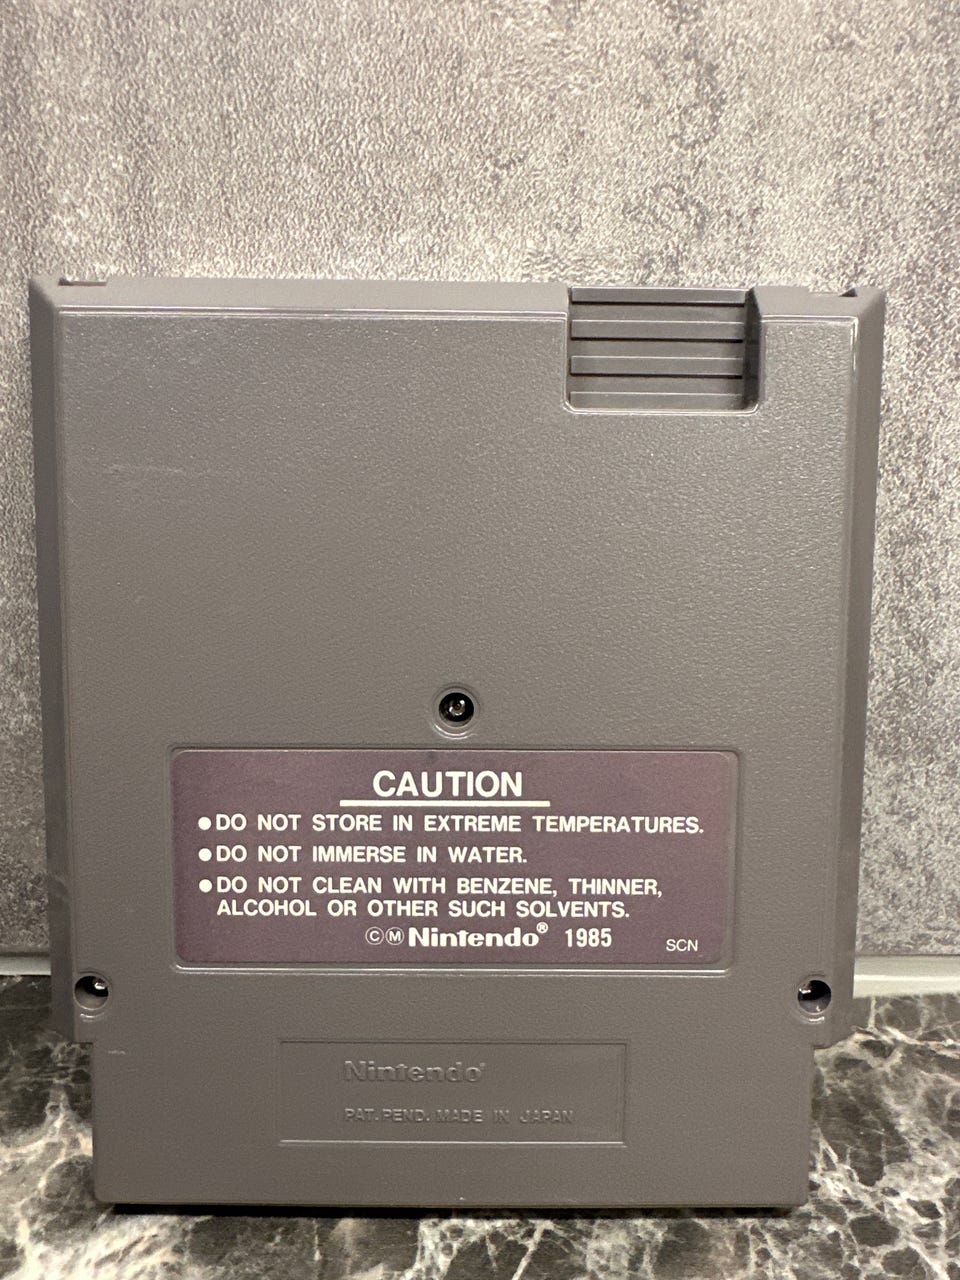 CAUTION
●DO NOT STORE IN EXTREME TEMPERATURES.
●DO NOT IMMERSE IN WATER.
●DO NOT CLEAN WITH BENZENE, THINNER,
ALCOHOL OR OTHER SUCH SOLVENTS.
©Ⓜ Nintendo® 1985 SCN
Nintendo®
PAT. PEND. MADE IN JAPAN